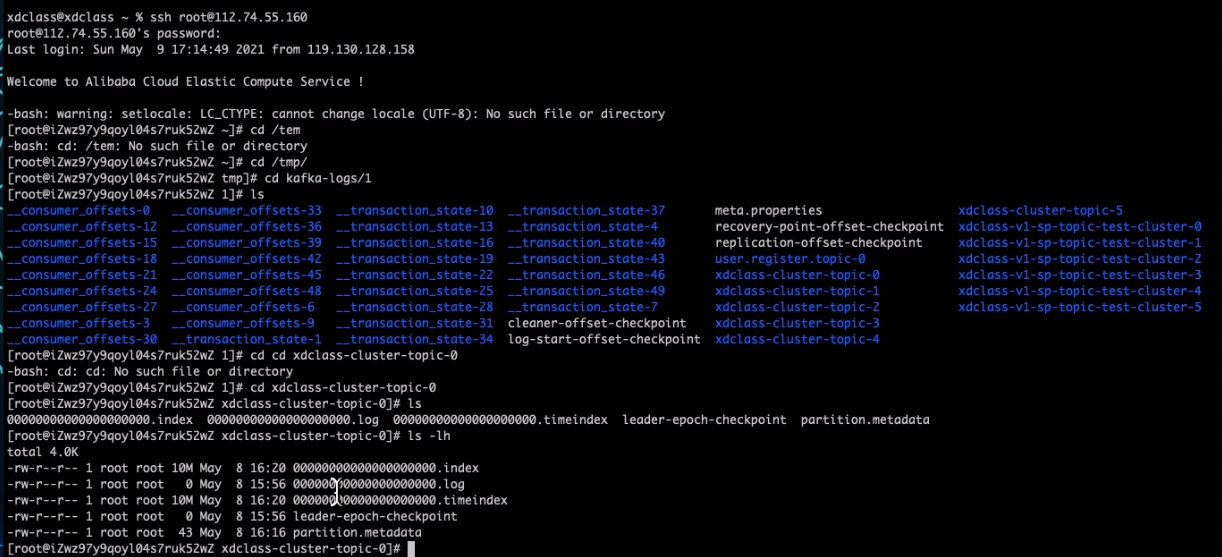 xdclass@xdclass ~ % ssh root@112.74.55.160
root@112.74.55.160's password:
Last login: Sun May  9 17:14:49 2021 from 119.130.128.158
Welcome to Alibaba Cloud Elastic Compute Service !
-bash: warning: setlocale: LC_CTYPE: cannot change locale (UTF-8): No such file or directory
[root@iZwz97y9qoyl04s7ruk52wZ ~]# cd /tem
-bash: cd: /tem: No such file or directory
[root@iZwz97y9qoyl04s7ruk52wZ ~]# cd /tmp/
[root@iZwz97y9qoyl04s7ruk52wZ tmp]# cd kafka-logs/1
[root@iZwz97y9qoyl04s7ruk52wZ 1]# ls
__consumer_offsets-0   __consumer_offsets-33  __transaction_state-10  __transaction_state-37       meta.properties                   xdclass-cluster-topic-5
__consumer_offsets-12  __consumer_offsets-36  __transaction_state-13  __transaction_state-4        recovery-point-offset-checkpoint  xdclass-v1-sp-topic-test-cluster-0
__consumer_offsets-15  __consumer_offsets-39  __transaction_state-16  __transaction_state-40       replication-offset-checkpoint     xdclass-v1-sp-topic-test-cluster-1
__consumer_offsets-18  __consumer_offsets-42  __transaction_state-19  __transaction_state-43       user.register.topic-0             xdclass-v1-sp-topic-test-cluster-2
__consumer_offsets-21  __consumer_offsets-45  __transaction_state-22  __transaction_state-46       xdclass-cluster-topic-0           xdclass-v1-sp-topic-test-cluster-3
__consumer_offsets-24  __consumer_offsets-48  __transaction_state-25  __transaction_state-49       xdclass-cluster-topic-1           xdclass-v1-sp-topic-test-cluster-4
__consumer_offsets-27  __consumer_offsets-6   __transaction_state-28  __transaction_state-7        xdclass-cluster-topic-2           xdclass-v1-sp-topic-test-cluster-5
__consumer_offsets-3   __consumer_offsets-9   __transaction_state-31  cleaner-offset-checkpoint    xdclass-cluster-topic-3
__consumer_offsets-30  __transaction_state-1  __transaction_state-34  log-start-offset-checkpoint  xdclass-cluster-topic-4
[root@iZwz97y9qoyl04s7ruk52wZ 1]# cd cd xdclass-cluster-topic-0
-bash: cd: cd: No such file or directory
[root@iZwz97y9qoyl04s7ruk52wZ 1]# cd xdclass-cluster-topic-0
[root@iZwz97y9qoyl04s7ruk52wZ xdclass-cluster-topic-0]# ls
00000000000000000000.index  00000000000000000000.log  00000000000000000000.timeindex  leader-epoch-checkpoint  partition.metadata
[root@iZwz97y9qoyl04s7ruk52wZ xdclass-cluster-topic-0]# ls -lh
total 4.0K
-rw-r--r-- 1 root root 10M May  8 16:20 00000000000000000000.index
-rw-r--r-- 1 root root   0 May  8 15:56 00000000000000000000.log
-rw-r--r-- 1 root root 10M May  8 16:20 00000000000000000000.timeindex
-rw-r--r-- 1 root root   0 May  8 15:56 leader-epoch-checkpoint
-rw-r--r-- 1 root root  43 May  8 16:16 partition.metadata
[root@iZwz97y9qoyl04s7ruk52wZ xdclass-cluster-topic-0]#